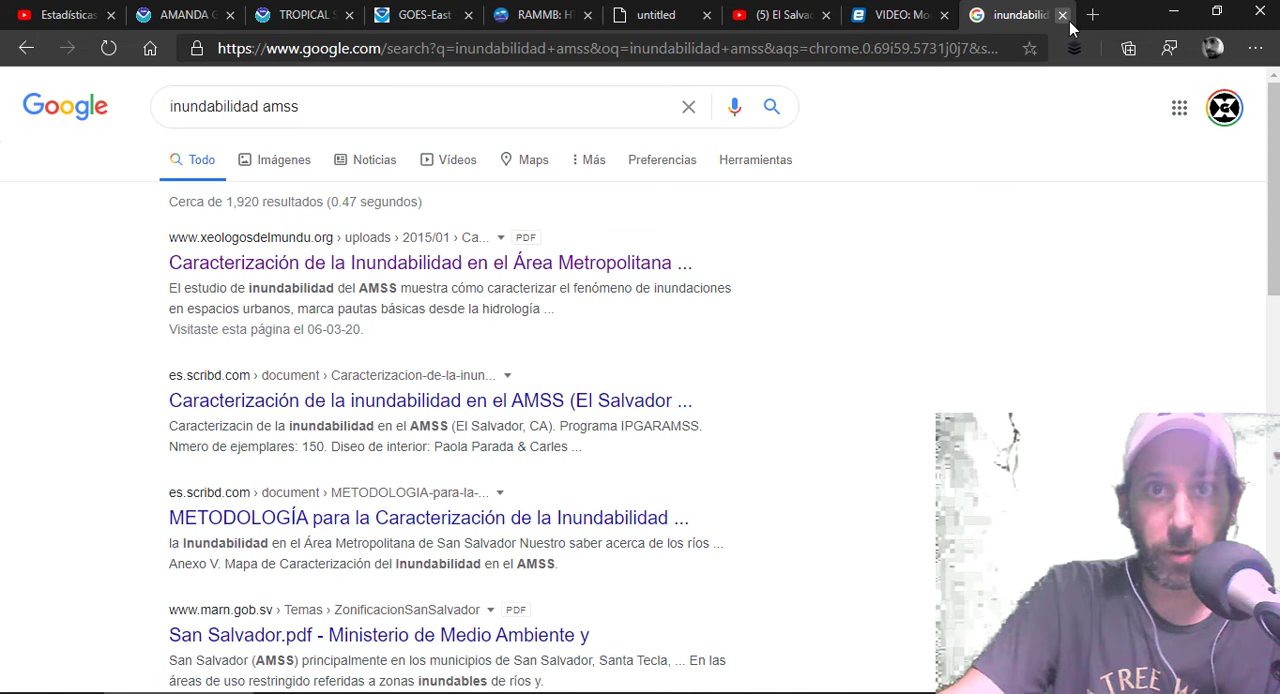 Estadísticas
AMANDA
TROPICAL
GOES-East
RAMMB:
untitled
(5) El Salva
VIDEO: Mo
inundabilid
https://www.google.com/search?q=inundabilidad+amss&oq=inundabilidad+amss&aqs=chrome.0.69i59.5731j0j7&s...
Google
inundabilidad amss
Todo
Imágenes
Noticias
Vídeos
Maps
Más
Preferencias
Herramientas
Cerca de 1,920 resultados (0.47 segundos)
www.xeologosdelmundu.org › uploads › 2015/01 › Ca... PDF
Caracterización de la Inundabilidad en el Área Metropolitana ...
El estudio de inundabilidad del AMSS muestra cómo caracterizar el fenómeno de inundaciones
en espacios urbanos, marca pautas básicas desde la hidrología ...
Visitaste esta página el 06-03-20.
es.scribd.com › document › Caracterizacion-de-la-inun...
Caracterización de la inundabilidad en el AMSS (El Salvador ...
Caracterizacin de la inundabilidad en el AMSS (El Salvador, CA). Programa IPGARAMSS.
Nmero de ejemplares: 150. Diseo de interior: Paola Parada & Carles ...
es.scribd.com › document › METODOLOGIA-para-la-...
METODOLOGÍA para la Caracterización de la Inundabilidad ...
la Inundabilidad en el Área Metropolitana de San Salvador Nuestro saber acerca de los ríos ...
Anexo V. Mapa de Caracterización del Inundabilidad en el AMSS.
www.marn.gob.sv › Temas › ZonificacionSanSalvador PDF
San Salvador.pdf - Ministerio de Medio Ambiente y
San Salvador (AMSS) principalmente en los municipios de San Salvador, Santa Tecla, ... En las
áreas de uso restringido referidas a zonas inundables de ríos y.
TREE